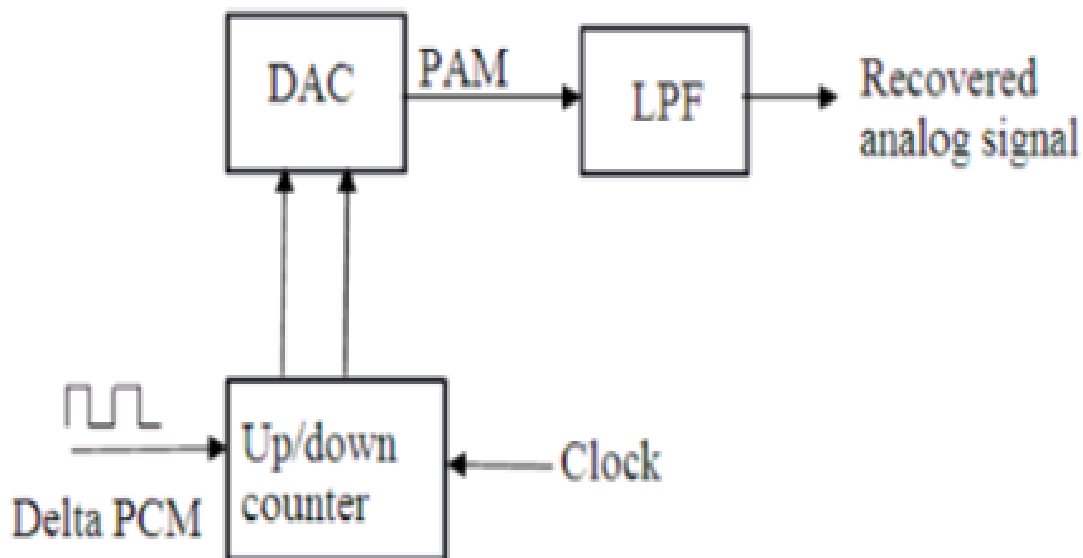 DAC
PAM
LPF
Recovered
analog signal
Up/down
counter
Clock
Delta PCM